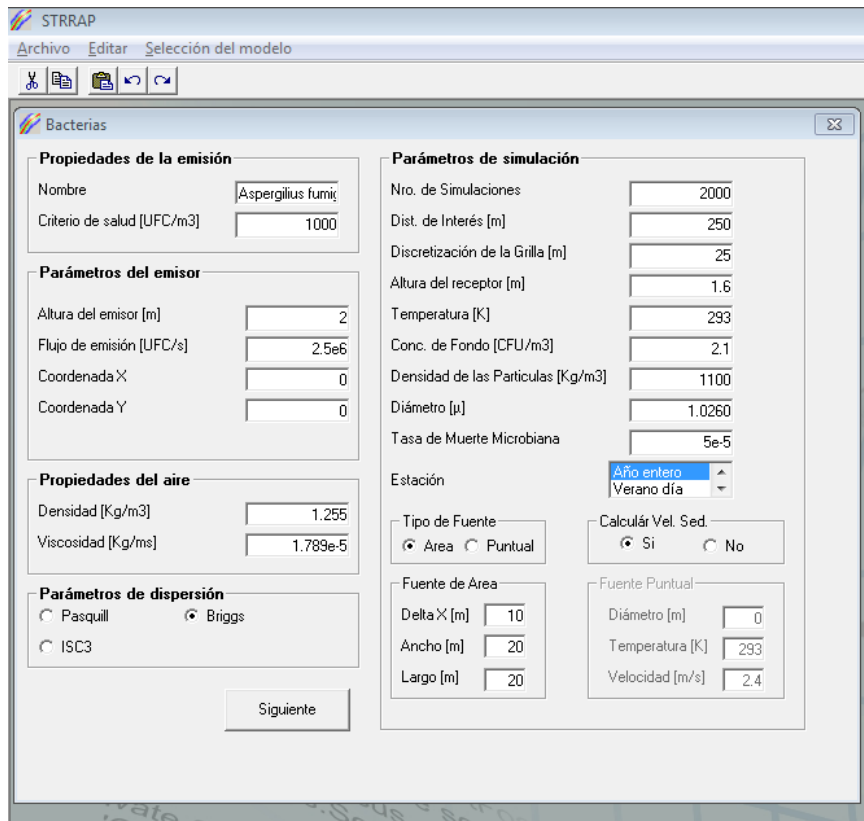 STRRAP
Archivo Editar Selección del modelo
Bacterias
Propiedades de la emisión
Nombre Aspergilius fumig
Criterio de salud [UFC/m3] 1000
Parámetros del emisor
Altura del emisor [m] 2
Flujo de emisión [UFC/s] 2.5e6
Coordenada X 0
Coordenada Y 0
Propiedades del aire
Densidad [Kg/m3] 1.255
Viscosidad [Kg/ms] 1.789e-5
Parámetros de dispersión
Pasquill Briggs
ISC3
Siguiente
Parámetros de simulación
Nro. de Simulaciones 2000
Dist. de Interés [m] 250
Discretización de la Grilla [m] 25
Altura del receptor [m] 1.6
Temperatura [K] 293
Conc. de Fondo [CFU/m3] 2.1
Densidad de las Particulas [Kg/m3] 1100
Diámetro [µ] 1.0260
Tasa de Muerte Microbiana 5e-5
Estación Año entero
Verano día
Tipo de Fuente
Area Puntual
Calculár Vel. Sed.
Si No
Fuente de Area
Delta X [m] 10
Ancho [m] 20
Largo [m] 20
Fuente Puntual
Diámetro [m] 0
Temperatura [K] 293
Velocidad [m/s] 2.4